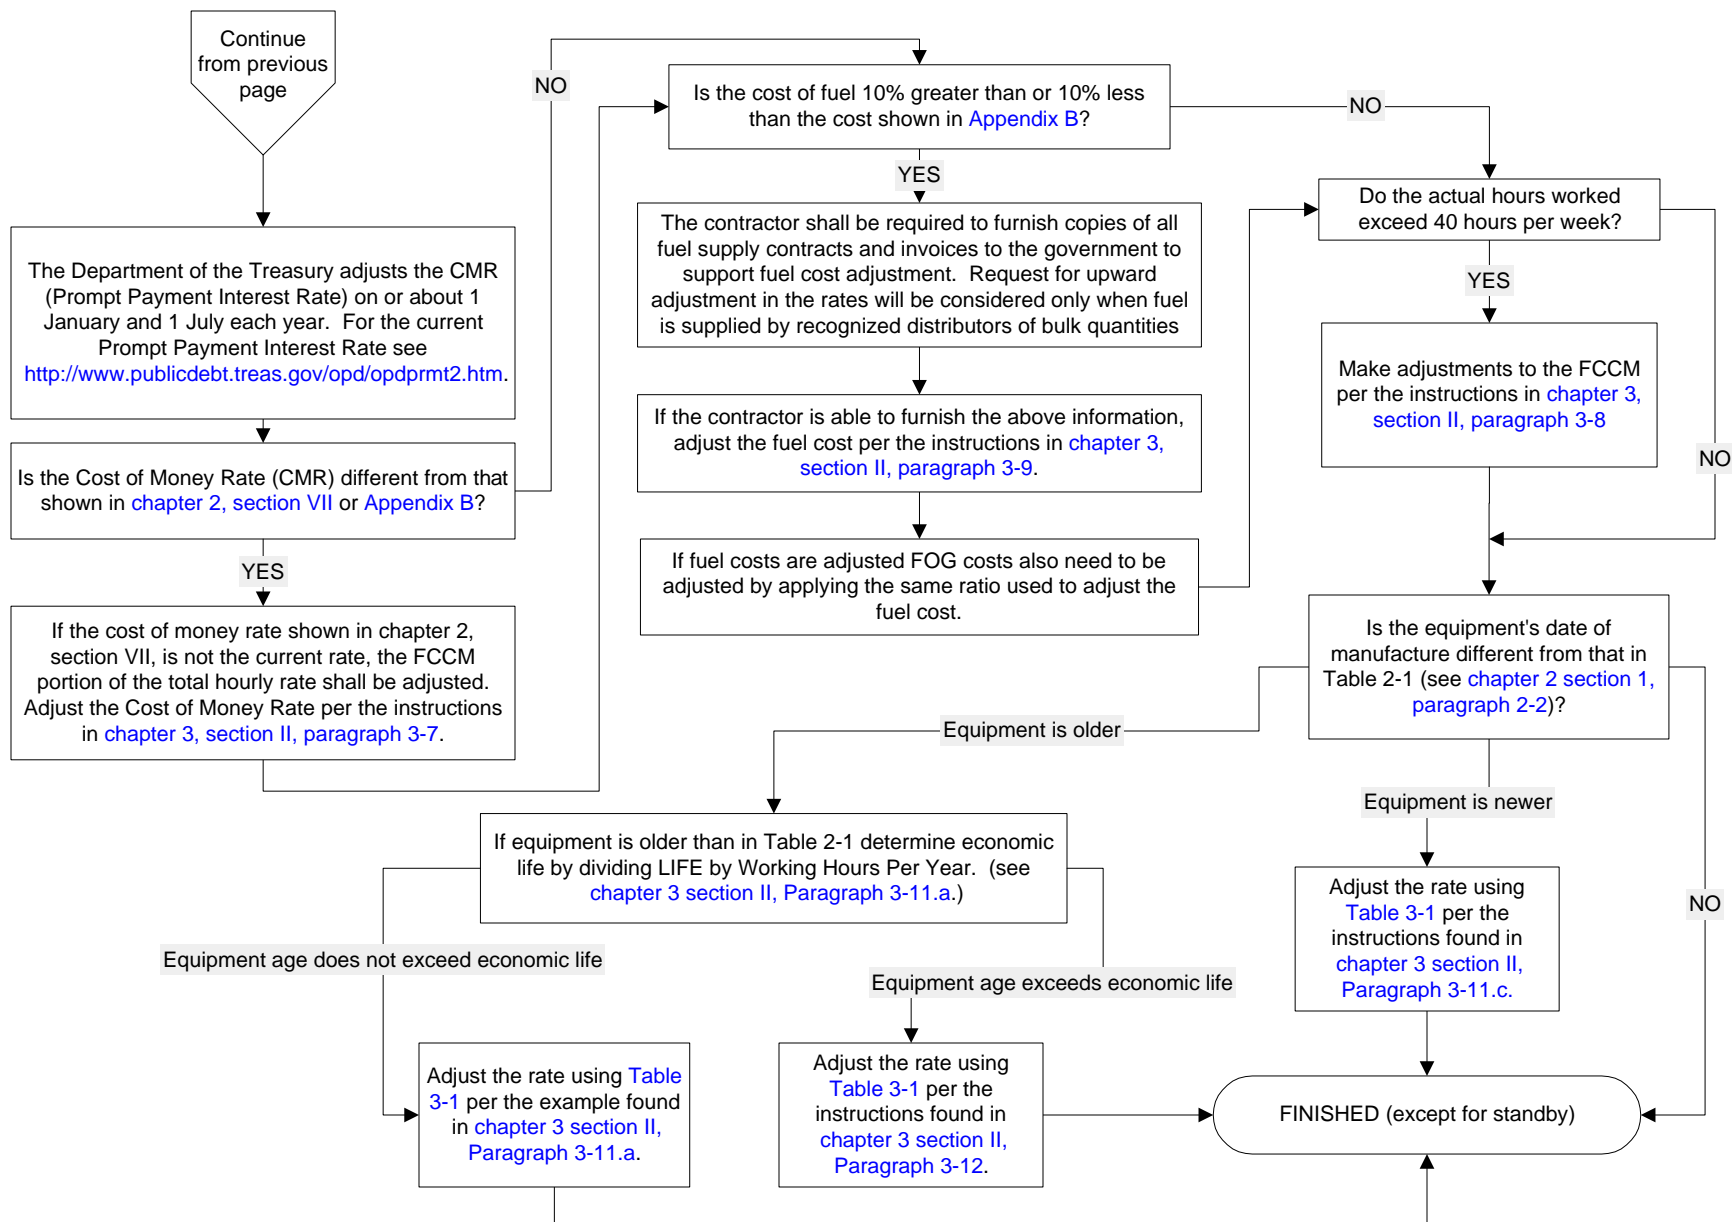 Continue
from previous
page
The Department of the Treasury adjusts the CMR
(Prompt Payment Interest Rate) on or about 1
January and 1 July each year.  For the current
Prompt Payment Interest Rate see
http://www.publicdebt.treas.gov/opd/opdprmt2.htm.
Is the Cost of Money Rate (CMR) different from that
shown in chapter 2, section VII or Appendix B?
NO
YES
If the cost of money rate shown in chapter 2,
section VII, is not the current rate, the FCCM
portion of the total hourly rate shall be adjusted.
Adjust the Cost of Money Rate per the instructions
in chapter 3, section II, paragraph 3-7.
Is the cost of fuel 10% greater than or 10% less
than the cost shown in Appendix B?
NO
YES
The contractor shall be required to furnish copies of all
fuel supply contracts and invoices to the government to
support fuel cost adjustment.  Request for upward
adjustment in the rates will be considered only when fuel
is supplied by recognized distributors of bulk quantities
If the contractor is able to furnish the above information,
adjust the fuel cost per the instructions in chapter 3,
section II, paragraph 3-9.
If fuel costs are adjusted FOG costs also need to be
adjusted by applying the same ratio used to adjust the
fuel cost.
Do the actual hours worked
exceed 40 hours per week?
YES
NO
Make adjustments to the FCCM
per the instructions in chapter 3,
section II, paragraph 3-8
Is the equipment's date of
manufacture different from that in
Table 2-1 (see chapter 2 section 1,
paragraph 2-2)?
Equipment is older
Equipment is newer
NO
If equipment is older than in Table 2-1 determine economic
life by dividing LIFE by Working Hours Per Year.  (see
chapter 3 section II, Paragraph 3-11.a.)
Equipment age does not exceed economic life
Equipment age exceeds economic life
Adjust the rate using Table
3-1 per the example found
in chapter 3 section II,
Paragraph 3-11.a.
Adjust the rate using
Table 3-1 per the
instructions found in
chapter 3 section II,
Paragraph 3-12.
Adjust the rate using
Table 3-1 per the
instructions found in
chapter 3 section II,
Paragraph 3-11.c.
FINISHED (except for standby)